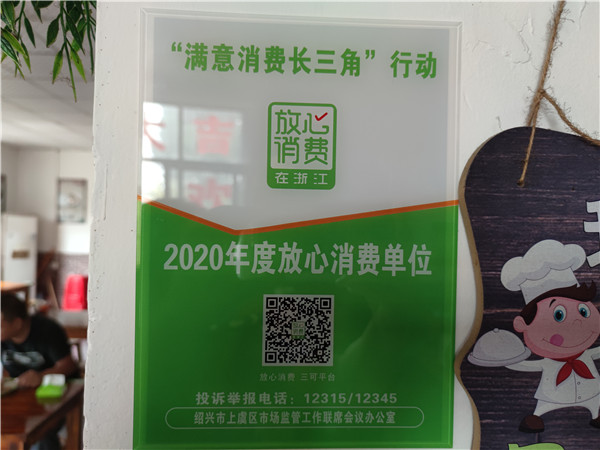 “满意消费长三角”行动
放心
消费
在浙江
2020年度放心消费单位
放心消费 三可平台
投诉举报电话：12315/12345
绍兴市上虞区市场监管工作联席会议办公室